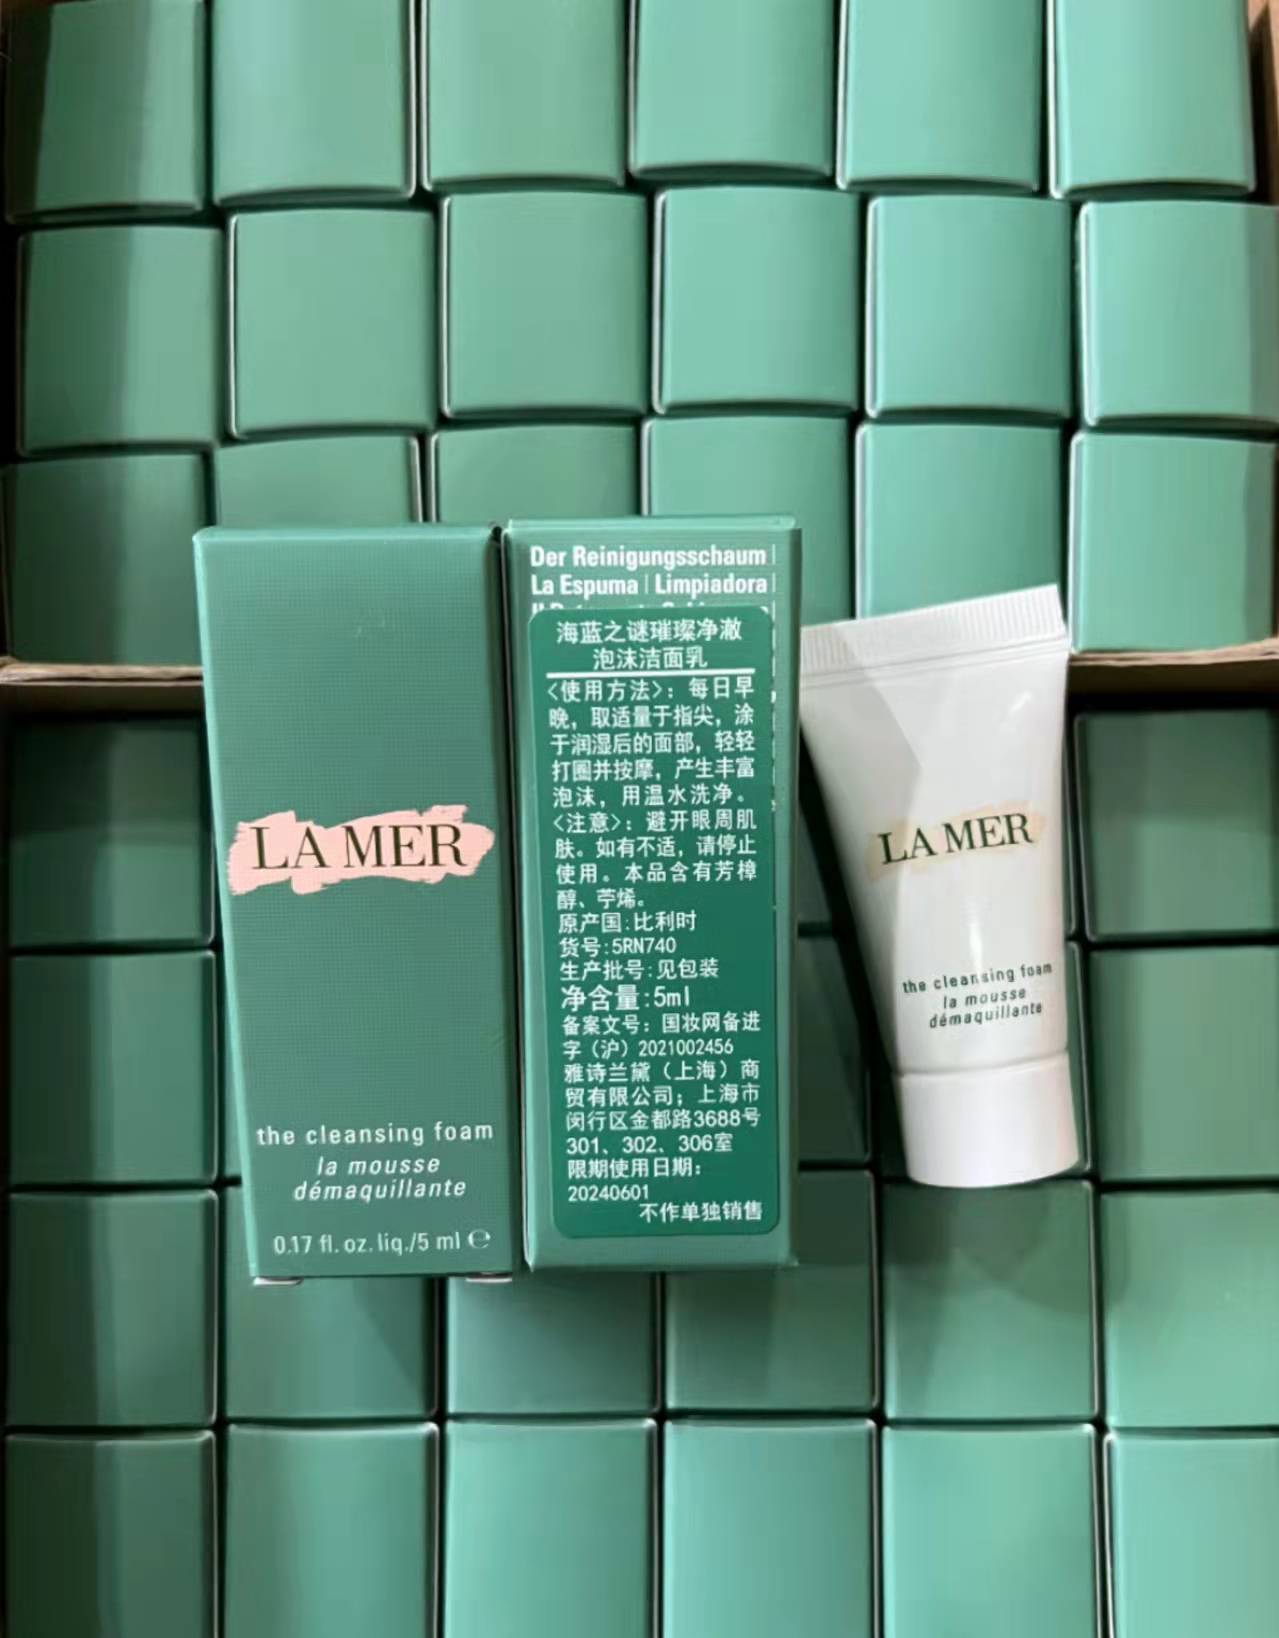 LA MER
the cleansing foam
la mousse
démaquillante
0.17 fl. oz. liq./5 ml ℮
Der Reinigungsschaum |
La Espuma | Limpiadora |
海蓝之谜璀璨净澈
泡沫洁面乳
<使用方法>：每日早
晚，取适量于指尖，涂
于润湿后的面部，轻轻
打圈并按摩，产生丰富
泡沫，用温水洗净。
<注意>：避开眼周肌
肤。如有不适，请停止
使用。本品含有芳樟
醇、苧烯。
原产国:比利时
货号:5RN740
生产批号:见包装
净含量:5ml
备案文号：国妆网备进
字（沪）2021002456
雅诗兰黛（上海）商
贸有限公司；上海市
闵行区金都路3688号
301、302、306室
限期使用日期：
20240601
不作单独销售
LA MER
the cleansing foam
la mousse
démaquillante